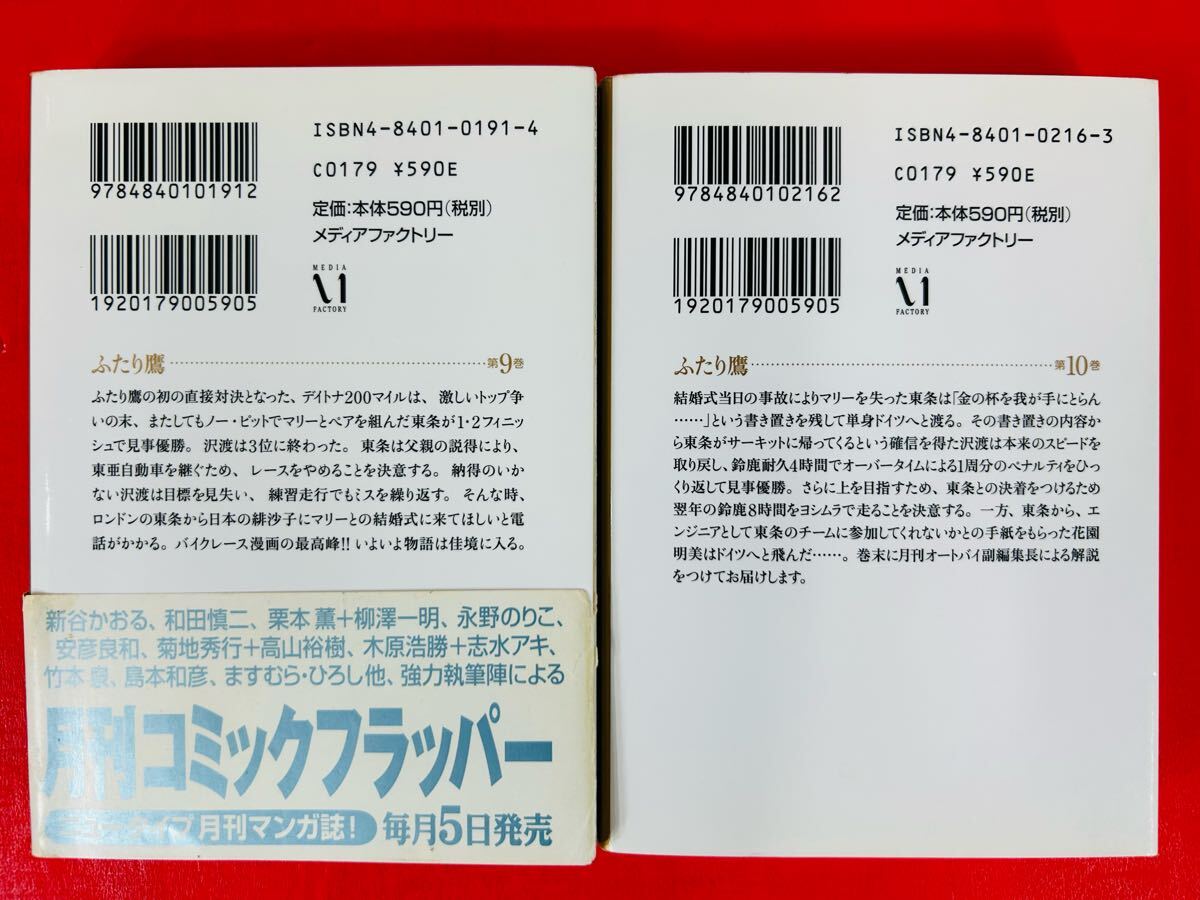 ISBN4-8401-0191-4
9784840101912
C0179 ¥590E
定価:本体590円(税別)
メディアファクトリー
1920179005905
MEDIA
FACTORY
ふたり鷹 第9巻
ふたり鷹の初の直接対決となった、デイトナ200マイルは、激しいトップ争
いの末、またしてもノー・ピットでマリーとペアを組んだ東条が1・2フィニッ
シュで見事優勝。沢渡は3位に終わった。東条は父親の説得により、
東亜自動車を継ぐため、レースをやめることを決意する。納得のいか
ない沢渡は目標を見失い、練習走行でもミスを繰り返す。そんな時、
ロンドンの東条から日本の緋沙子にマリーとの結婚式に来てほしいと電
話がかかる。バイクレース漫画の最高峰!!いよいよ物語は佳境に入る。
新谷かおる、和田慎二、栗本薫+柳澤一明、永野のりこ、
安彦良和、菊地秀行+高山裕樹、木原浩勝+志水アキ、
竹本泉、島本和彦、ますむら・ひろし他、強力執筆陣による
月刊コミックフラッパー
ニュータイプ月刊マンガ誌! 毎月5日発売
ISBN4-8401-0216-3
9784840102162
C0179 ¥590E
定価:本体590円(税別)
メディアファクトリー
1920179005905
MEDIA
FACTORY
ふたり鷹 第10巻
結婚式当日の事故によりマリーを失った東条は「金の杯を我が手にとらん
……」という書き置きを残して単身ドイツへと渡る。その書き置きの内容か
ら東条がサーキットに帰ってくるという確信を得た沢渡は本来のスピードを
取り戻し、鈴鹿耐久4時間でオーバータイムによる1周分のペナルティをひっ
くり返して見事優勝。さらに上を目指すため、東条との決着をつけるため
翌年の鈴鹿8時間をヨシムラで走ることを決意する。一方、東条から、エ
ンジニアとして東条のチームに参加してくれないかとの手紙をもらった花園
明美はドイツへと飛んだ……。巻末に月刊オートバイ副編集長による解説
をつけてお届けします。